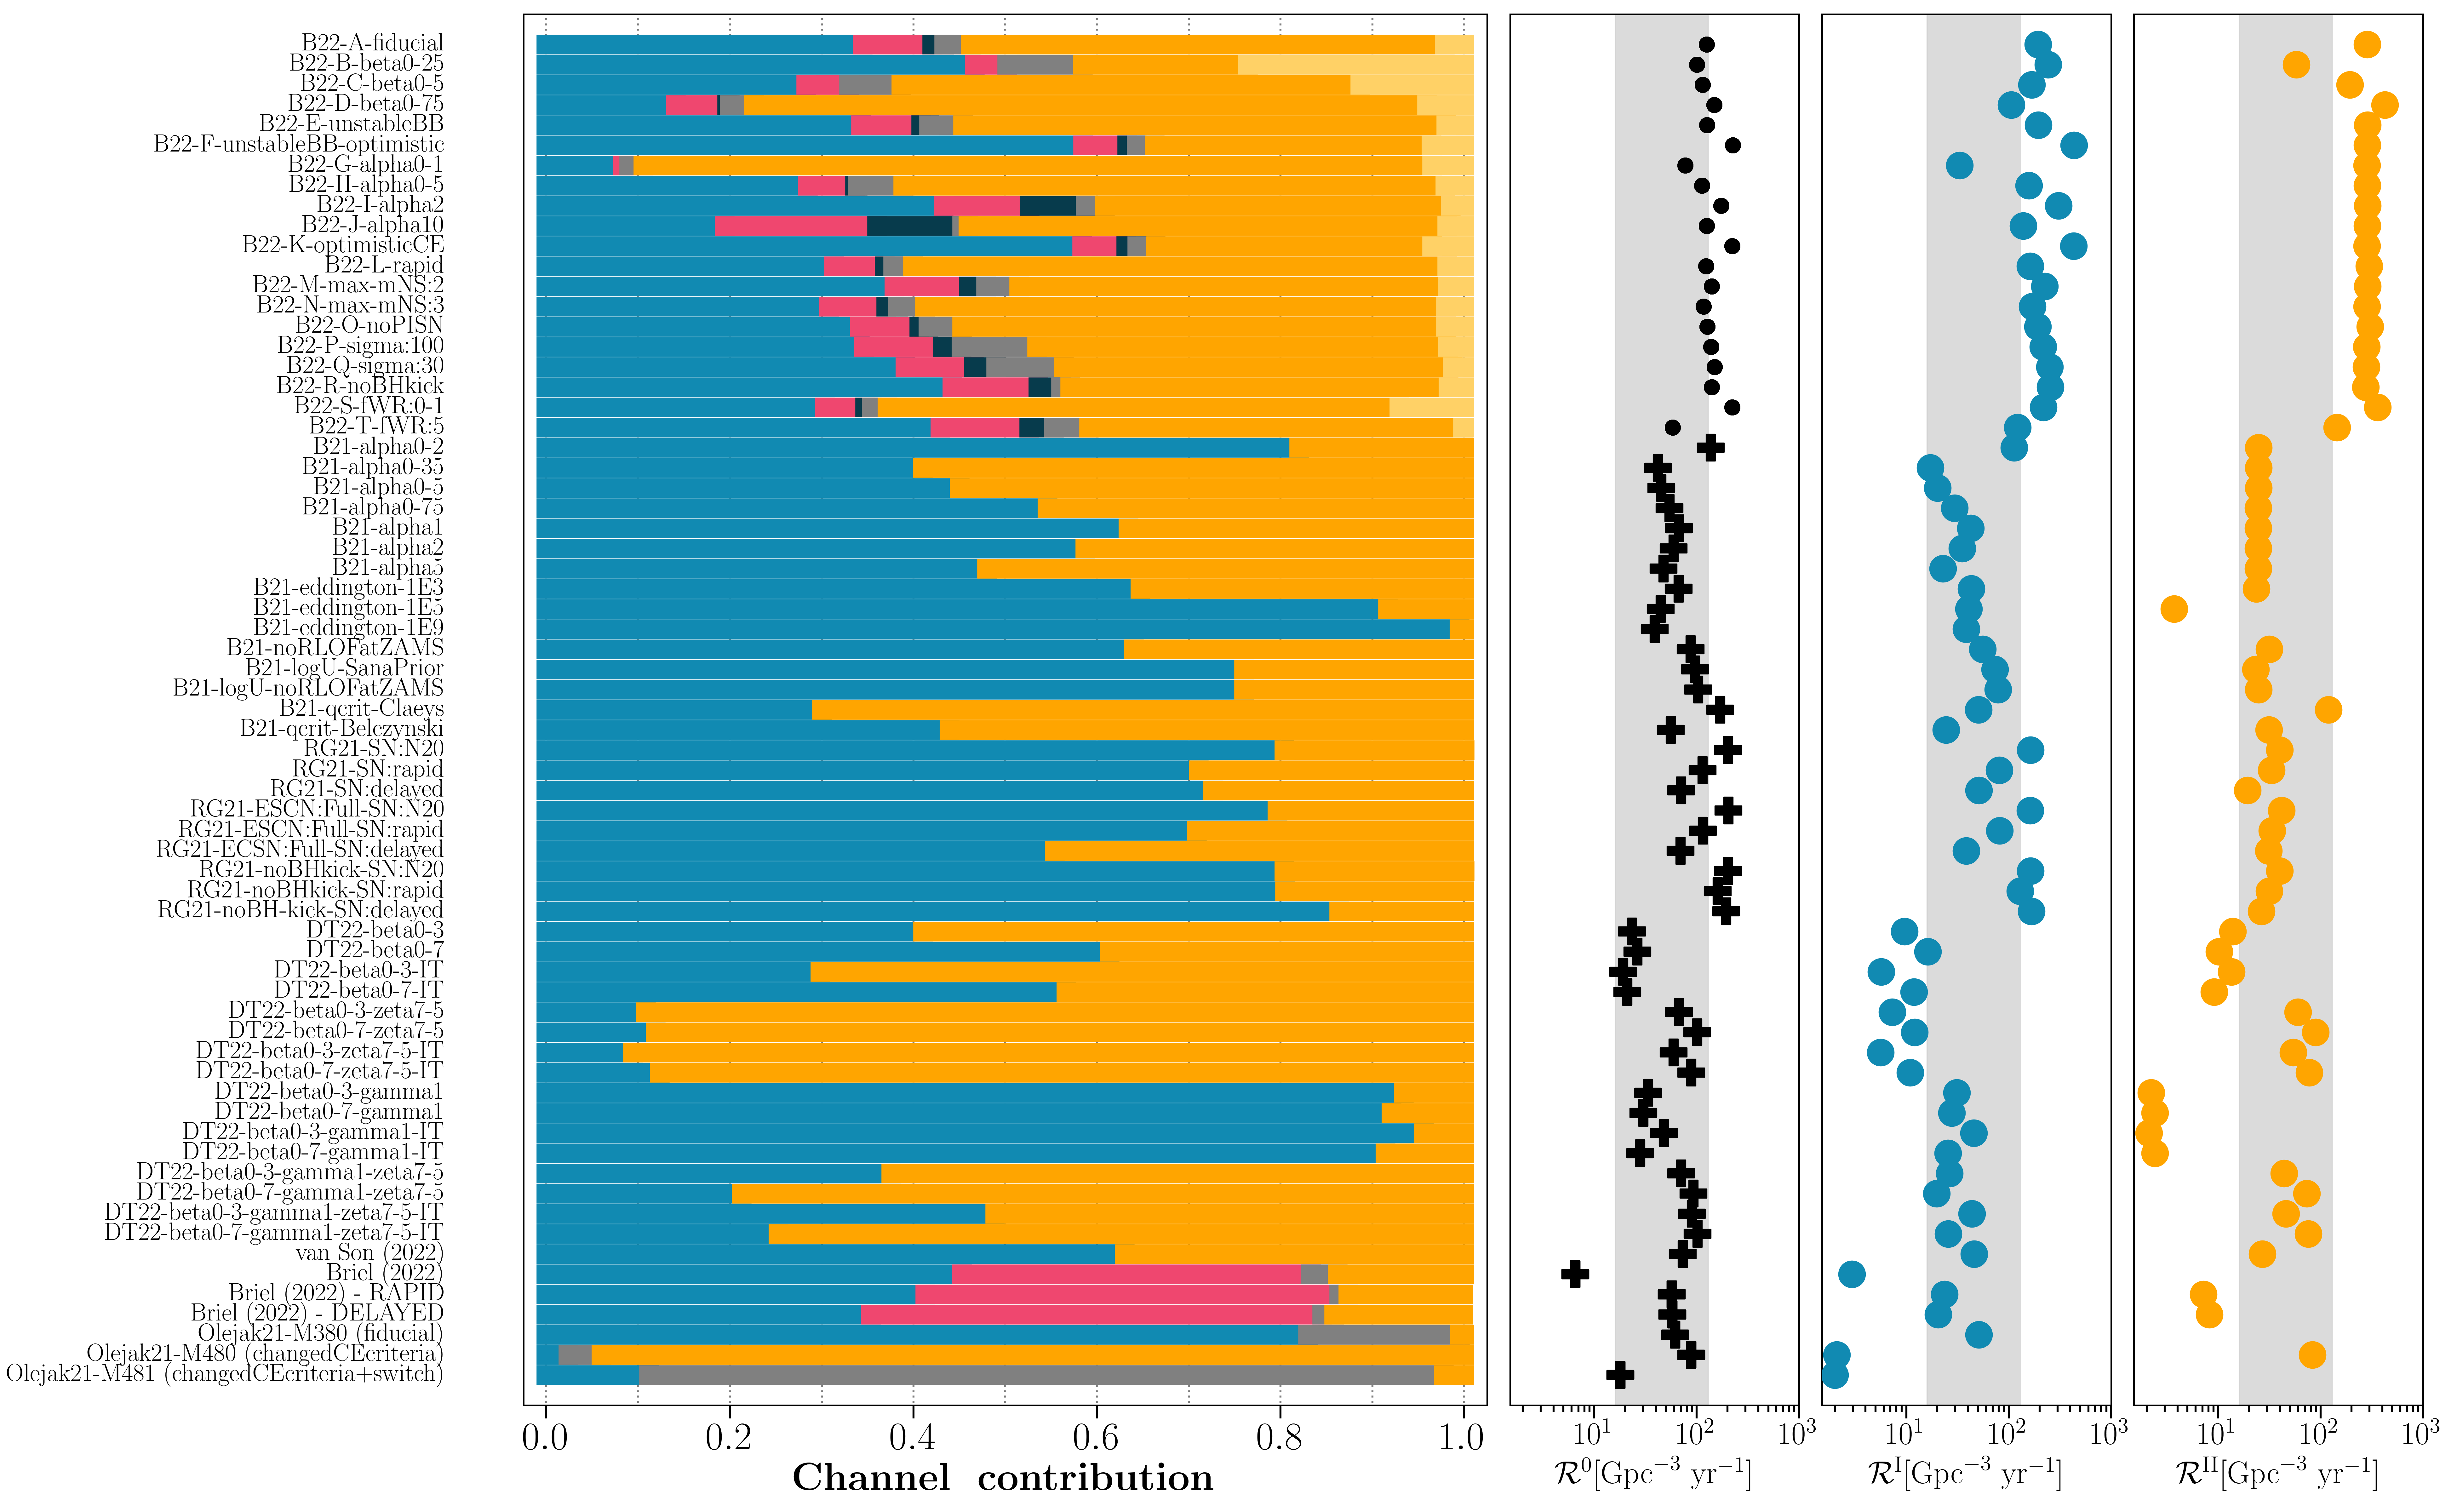 B22-A-fiducial
B22-B-beta0-25
B22-C-beta0-5
B22-D-beta0-75
B22-E-unstableBB
B22-F-unstableBB-optimistic
B22-G-alpha0-1
B22-H-alpha0-5
B22-I-alpha2
B22-J-alpha10
B22-K-optimisticCE
B22-L-rapid
B22-M-max-mNS:2
B22-N-max-mNS:3
B22-O-noPISN
B22-P-sigma:100
B22-Q-sigma:30
B22-R-noBHkick
B22-S-fWR:0-1
B22-T-fWR:5
B21-alpha0-2
B21-alpha0-35
B21-alpha0-5
B21-alpha0-75
B21-alpha1
B21-alpha2
B21-alpha5
B21-eddington-1E3
B21-eddington-1E5
B21-eddington-1E9
B21-noRLOFatZAMS
B21-logU-SanaPrior
B21-logU-noRLOFatZAMS
B21-qcrit-Claeys
B21-qcrit-Belczynski
RG21-SN:N20
RG21-SN:rapid
RG21-SN:delayed
RG21-ESCN:Full-SN:N20
RG21-ESCN:Full-SN:rapid
RG21-ECSN:Full-SN:delayed
RG21-noBHkick-SN:N20
RG21-noBHkick-SN:rapid
RG21-noBH-kick-SN:delayed
DT22-beta0-3
DT22-beta0-7
DT22-beta0-3-IT
DT22-beta0-7-IT
DT22-beta0-3-zeta7-5
DT22-beta0-7-zeta7-5
DT22-beta0-3-zeta7-5-IT
DT22-beta0-7-zeta7-5-IT
DT22-beta0-3-gamma1
DT22-beta0-7-gamma1
DT22-beta0-3-gamma1-IT
DT22-beta0-7-gamma1-IT
DT22-beta0-3-gamma1-zeta7-5
DT22-beta0-7-gamma1-zeta7-5
DT22-beta0-3-gamma1-zeta7-5-IT
DT22-beta0-7-gamma1-zeta7-5-IT
van Son (2022)
Briel (2022)
Briel (2022) - RAPID
Briel (2022) - DELAYED
Olejak21-M380 (fiducial)
Olejak21-M480 (changedCEcriteria)
Olejak21-M481 (changedCEcriteria+switch)
0.0 0.2 0.4 0.6 0.8 1.0
Channel contribution
10¹ 10² 10³
ℛ⁰[Gpc⁻³ yr⁻¹]
10¹ 10² 10³
ℛᴵ[Gpc⁻³ yr⁻¹]
10¹ 10² 10³
ℛᴵᴵ[Gpc⁻³ yr⁻¹]